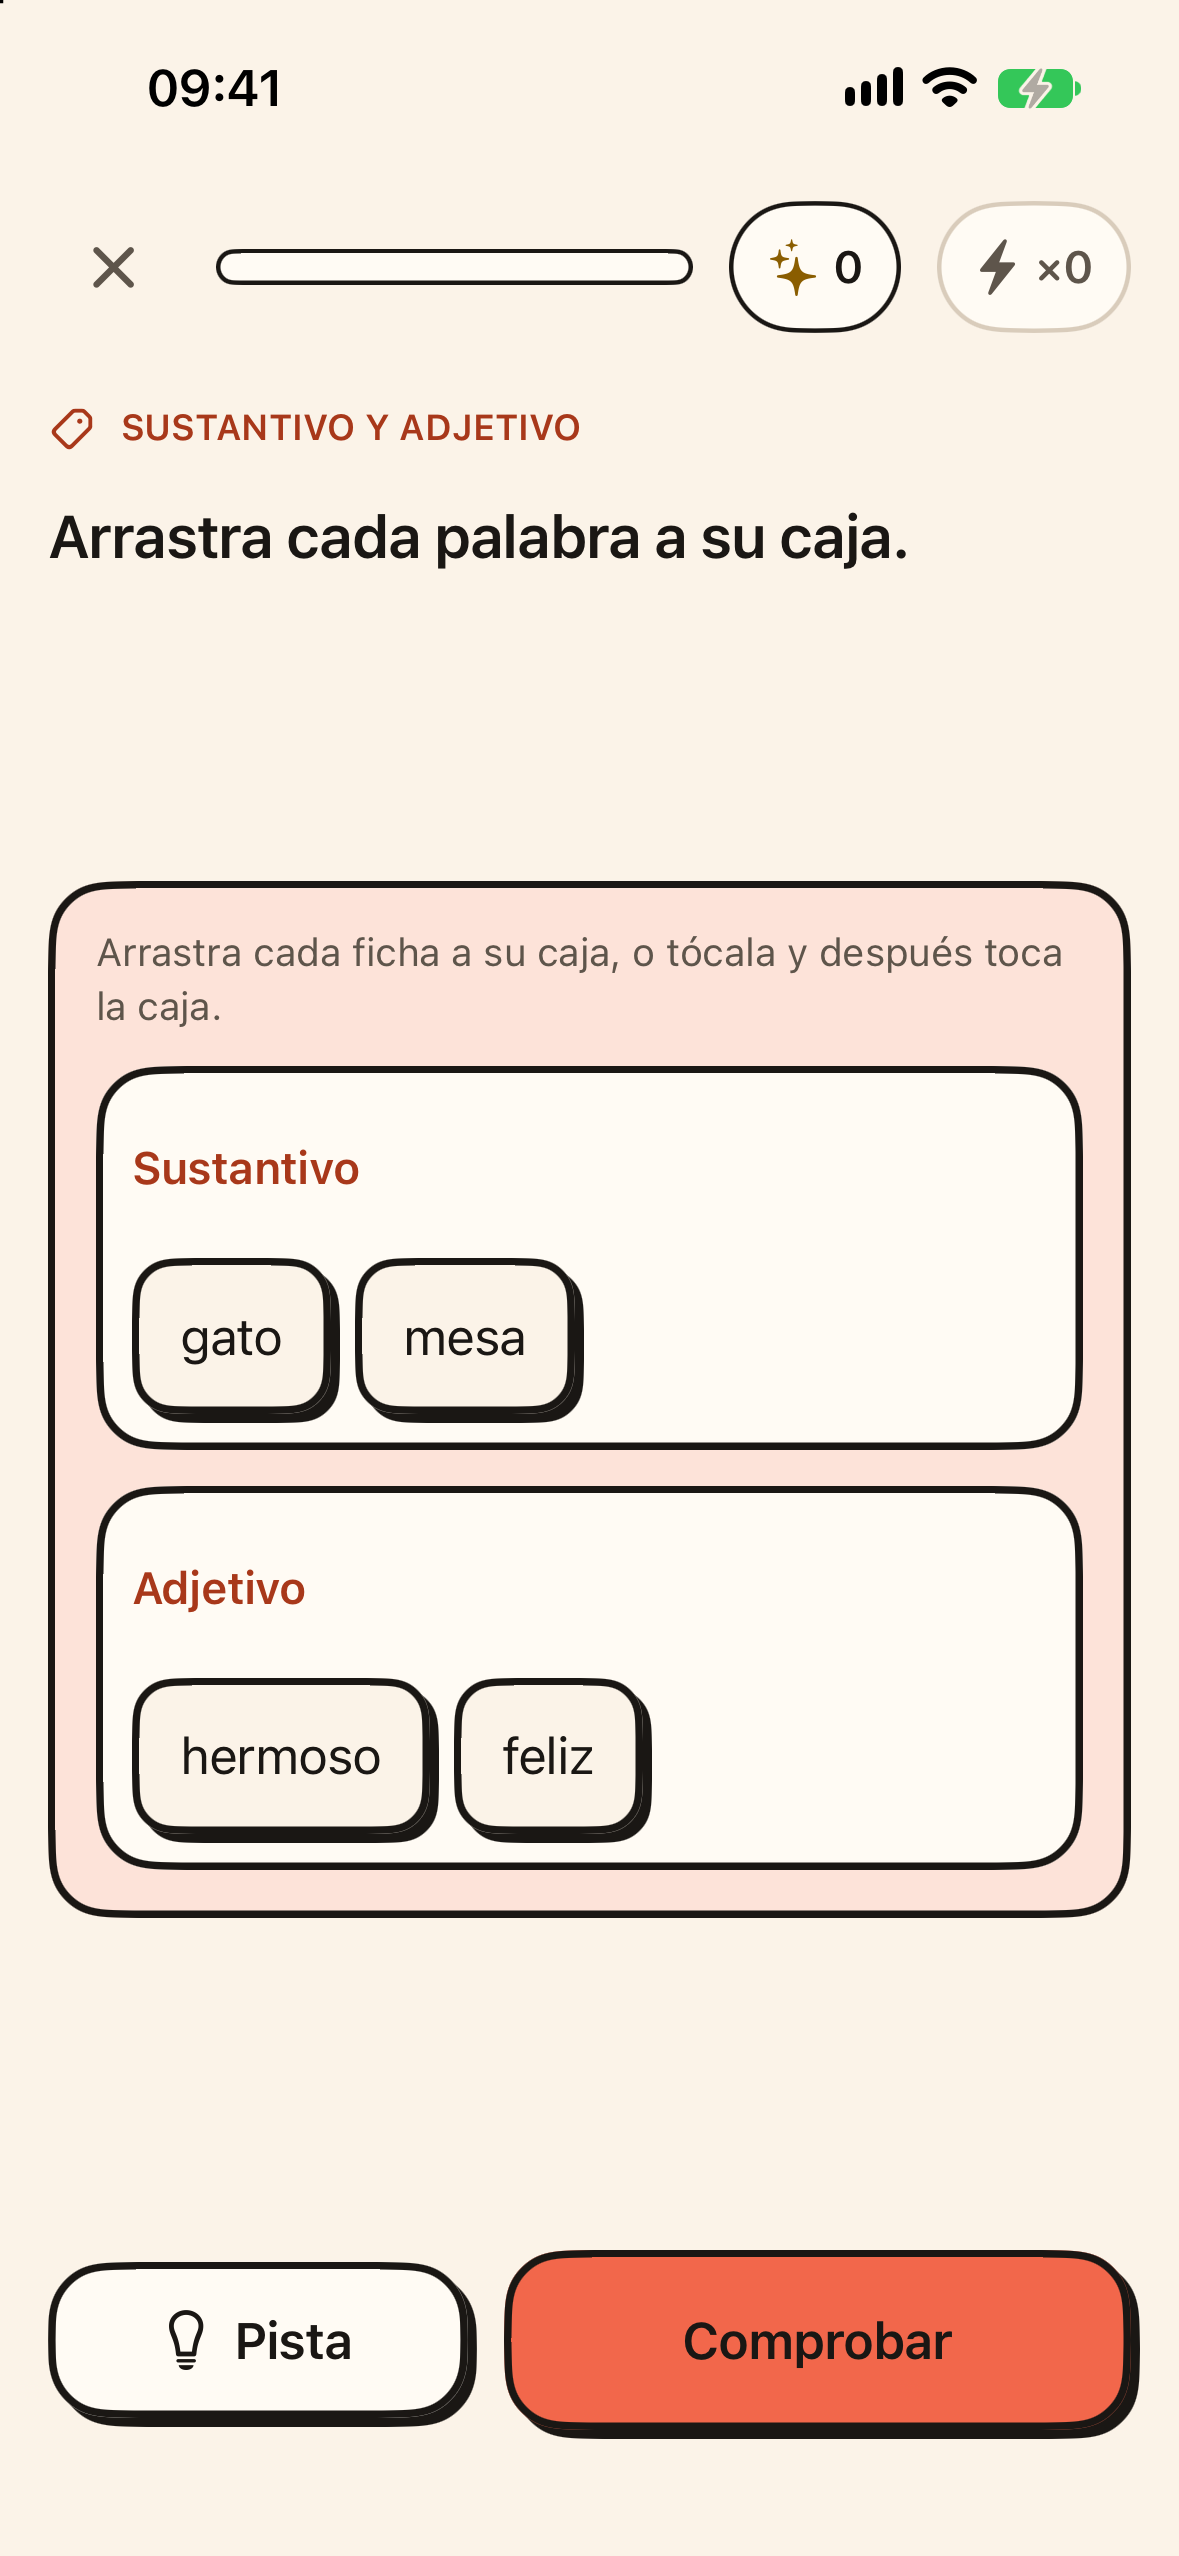 09:41
0
×0
SUSTANTIVO Y ADJETIVO
Arrastra cada palabra a su caja.
Arrastra cada ficha a su caja, o tócala y después toca
la caja.
Sustantivo
gato mesa
Adjetivo
hermoso feliz
Pista Comprobar